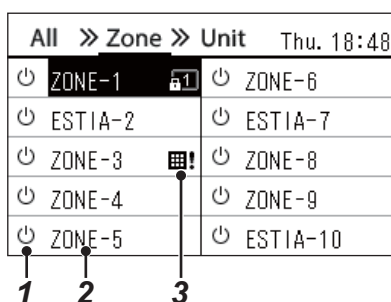 All » Zone » Unit Thu. 18:48
ZONE-1 1 ZONE-6
ESTIA-2 ESTIA-7
ZONE-3 ! ZONE-8
ZONE-4 ZONE-9
ZONE-5 ESTIA-10
1 2 3